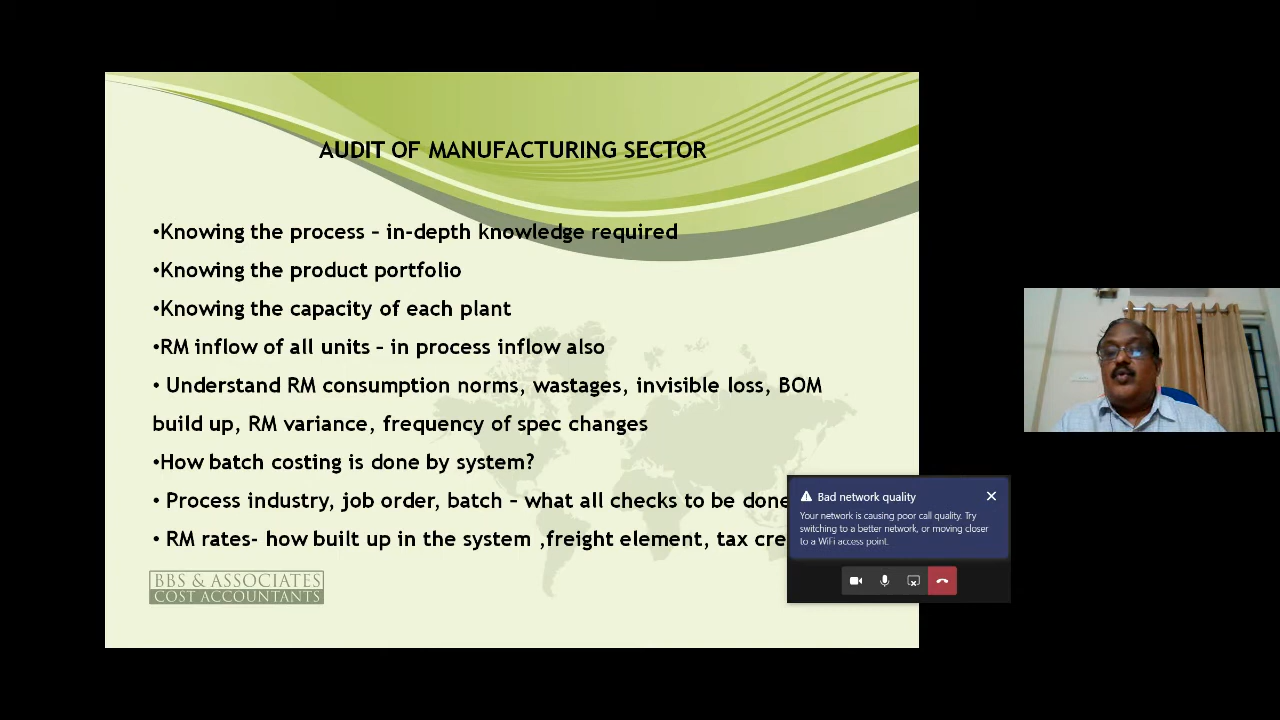 AUDIT OF MANUFACTURING SECTOR
•Knowing the process – in-depth knowledge required
•Knowing the product portfolio
•Knowing the capacity of each plant
•RM inflow of all units – in process inflow also
• Understand RM consumption norms, wastages, invisible loss, BOM
build up, RM variance, frequency of spec changes
•How batch costing is done by system?
• Process industry, job order, batch – what all checks to be done
• RM rates- how built up in the system ,freight element, tax
BBS & ASSOCIATES
COST ACCOUNTANTS
Bad network quality
Your network is causing poor call quality. Try
switching to a better network, or moving closer
to a WiFi access point.